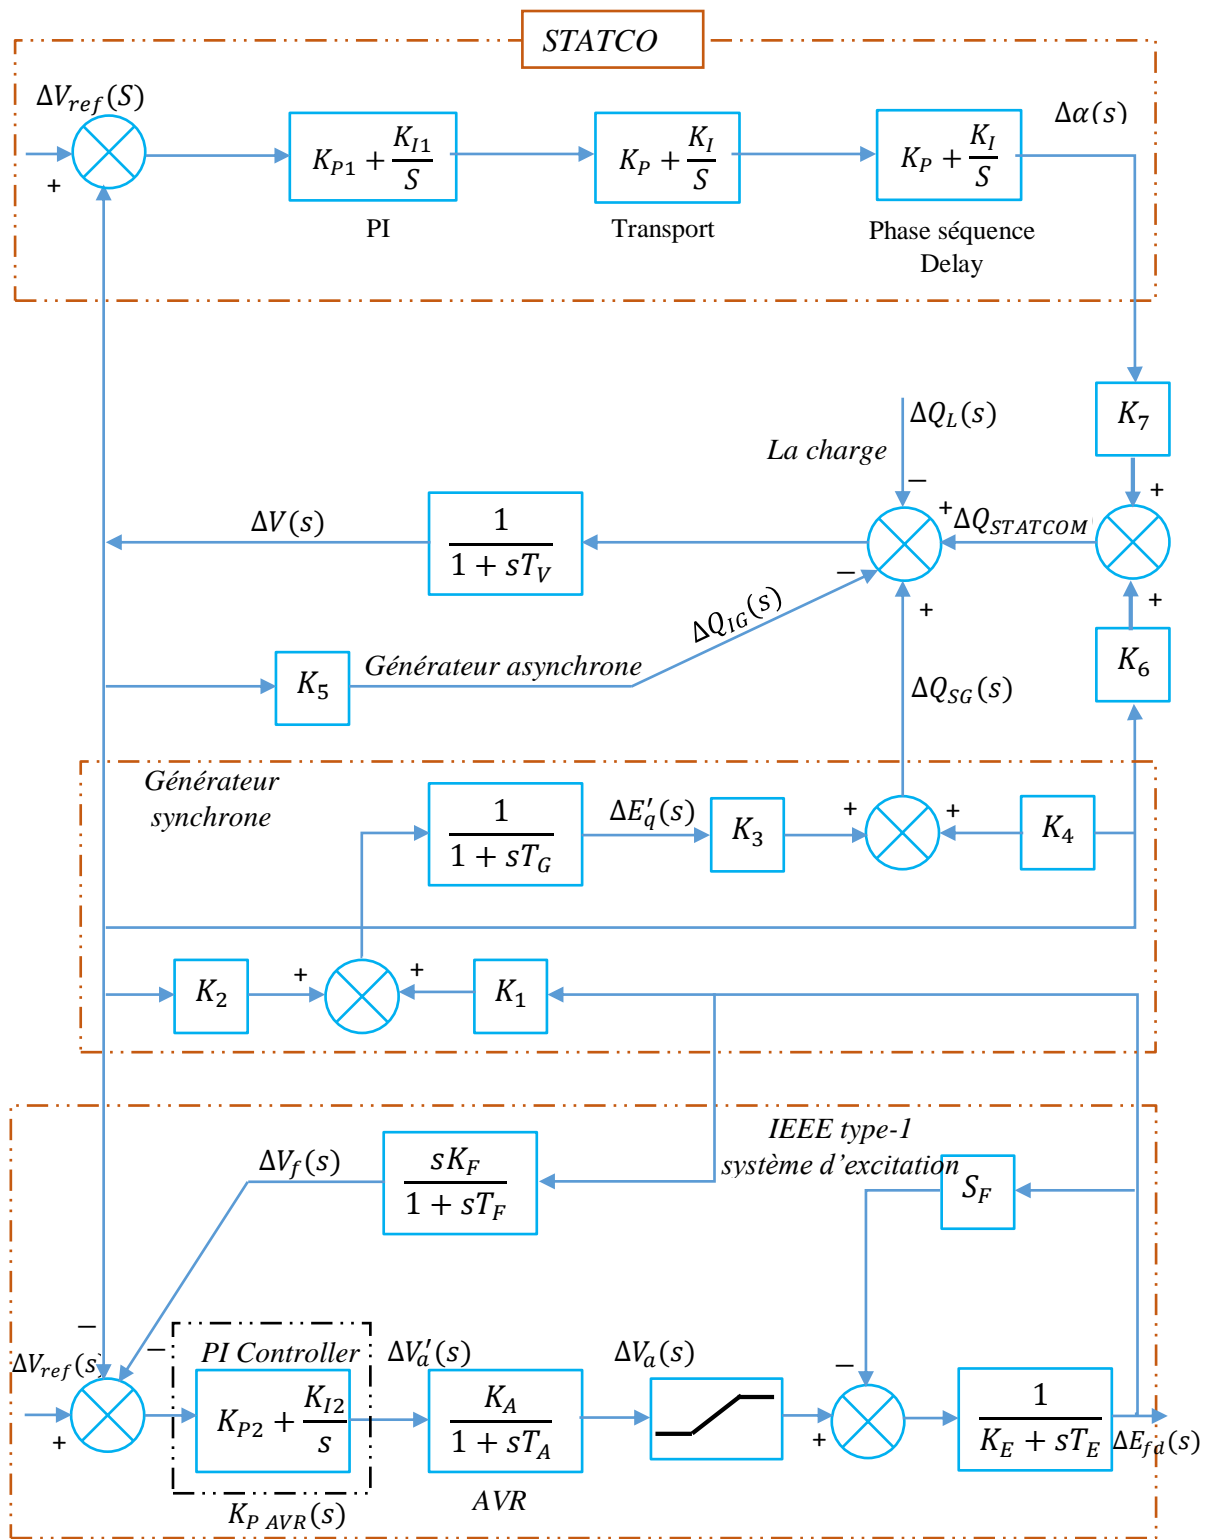 STATCO
ΔV_ref(S)
+
K_P1 + K_I1/S
K_P + K_I/S
K_P + K_I/S
Δα(s)
PI
Transport
Phase séquence
Delay
K_7
ΔQ_L(s)
La charge
−
+
+
ΔQ_STATCOM
ΔV(s)
1/(1 + sT_V)
−
+
+
ΔQ_IG(s)
Générateur asynchrone
K_5
K_6
ΔQ_SG(s)
Générateur
synchrone
1/(1 + sT_G)
ΔE′_q(s)
K_3
+
+
K_4
K_2
+
+
K_1
IEEE type-1
système d’excitation
ΔV_f(s)
sK_F/(1 + sT_F)
S_F
−
−
ΔV_ref(s)
+
PI Controller
K_P2 + K_I2/s
K_P AVR(s)
ΔV_a′(s)
K_A/(1 + sT_A)
AVR
ΔV_a(s)
−
+
1/(K_E + sT_E)
ΔE_fd(s)